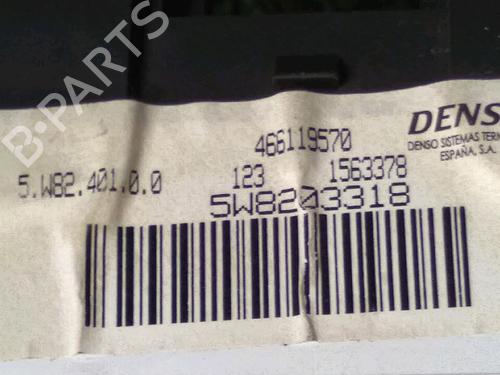 B-PARTS
466119570
DENS
DENSO SISTEMAS TERM
ESPAÑA, S.A.
5.W82.401.0.0
123 1563378
5W8203318